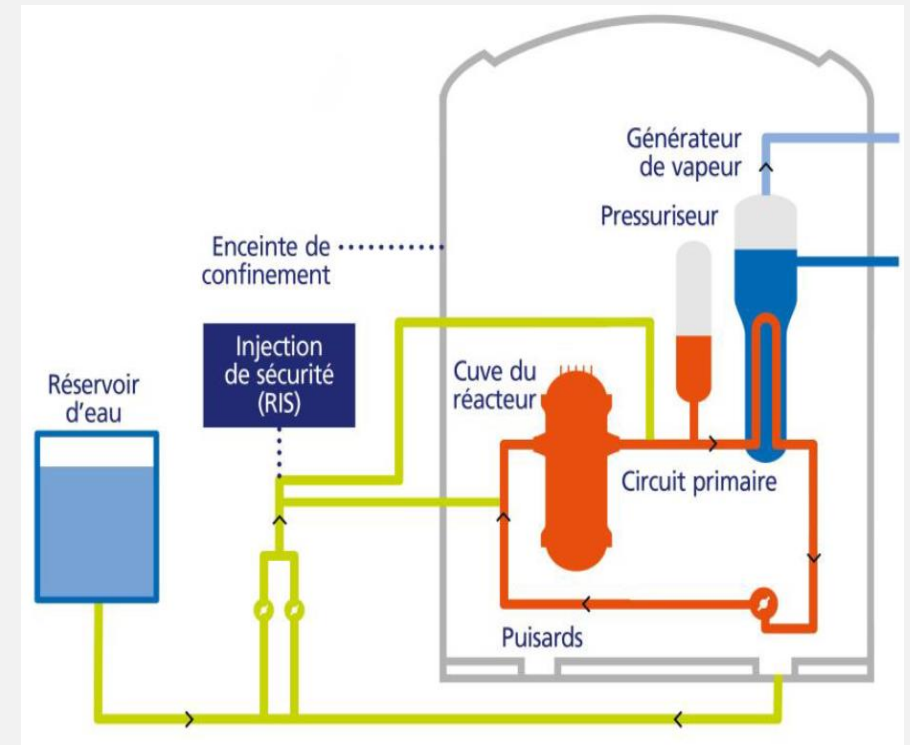 Générateur
de vapeur
Pressuriseur
Enceinte de
confinement
Injection
de sécurité
(RIS)
Cuve du
réacteur
Réservoir
d'eau
Circuit primaire
Puisards